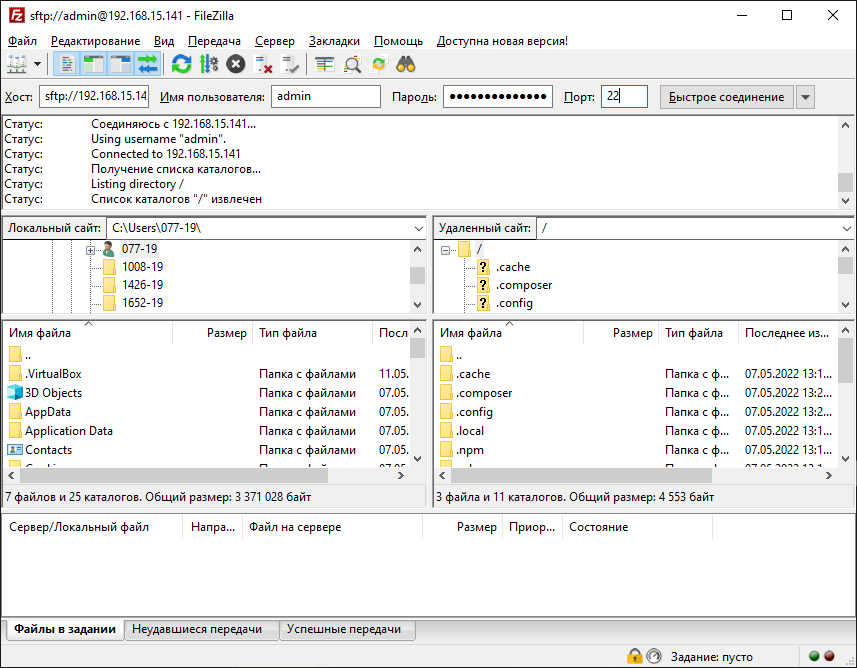 sftp://admin@192.168.15.141 - FileZilla
Файл Редактирование Вид Передача Сервер Закладки Помощь Доступна новая версия!
Хост: sftp://192.168.15.14 Имя пользователя: admin Пароль: ●●●●●●●●●●●●●● Порт: 22 Быстрое соединение
Статус: Соединяюсь с 192.168.15.141...
Статус: Using username "admin".
Статус: Connected to 192.168.15.141
Статус: Получение списка каталогов...
Статус: Listing directory /
Статус: Список каталогов "/" извлечен
Локальный сайт: C:\Users\077-19\
077-19
1008-19
1426-19
1652-19
Удаленный сайт: /
/
.cache
.composer
.config
Имя файла Размер Тип файла Посл
..
.VirtualBox Папка с файлами 11.05.
3D Objects Папка с файлами 07.05.
AppData Папка с файлами 07.05.
Application Data Папка с файлами 07.05.
Contacts Папка с файлами 07.05.
7 файлов и 25 каталогов. Общий размер: 3 371 028 байт
Имя файла Размер Тип файла Последнее из...
..
.cache Папка с ф... 07.05.2022 13:1...
.composer Папка с ф... 07.05.2022 13:2...
.config Папка с ф... 07.05.2022 13:2...
.local Папка с ф... 07.05.2022 13:1...
.npm Папка с ф... 07.05.2022 13:1...
3 файла и 11 каталогов. Общий размер: 4 553 байт
Сервер/Локальный файл Напра... Файл на сервере Размер Приор... Состояние
Файлы в задании Неудавшиеся передачи Успешные передачи
Задание: пусто